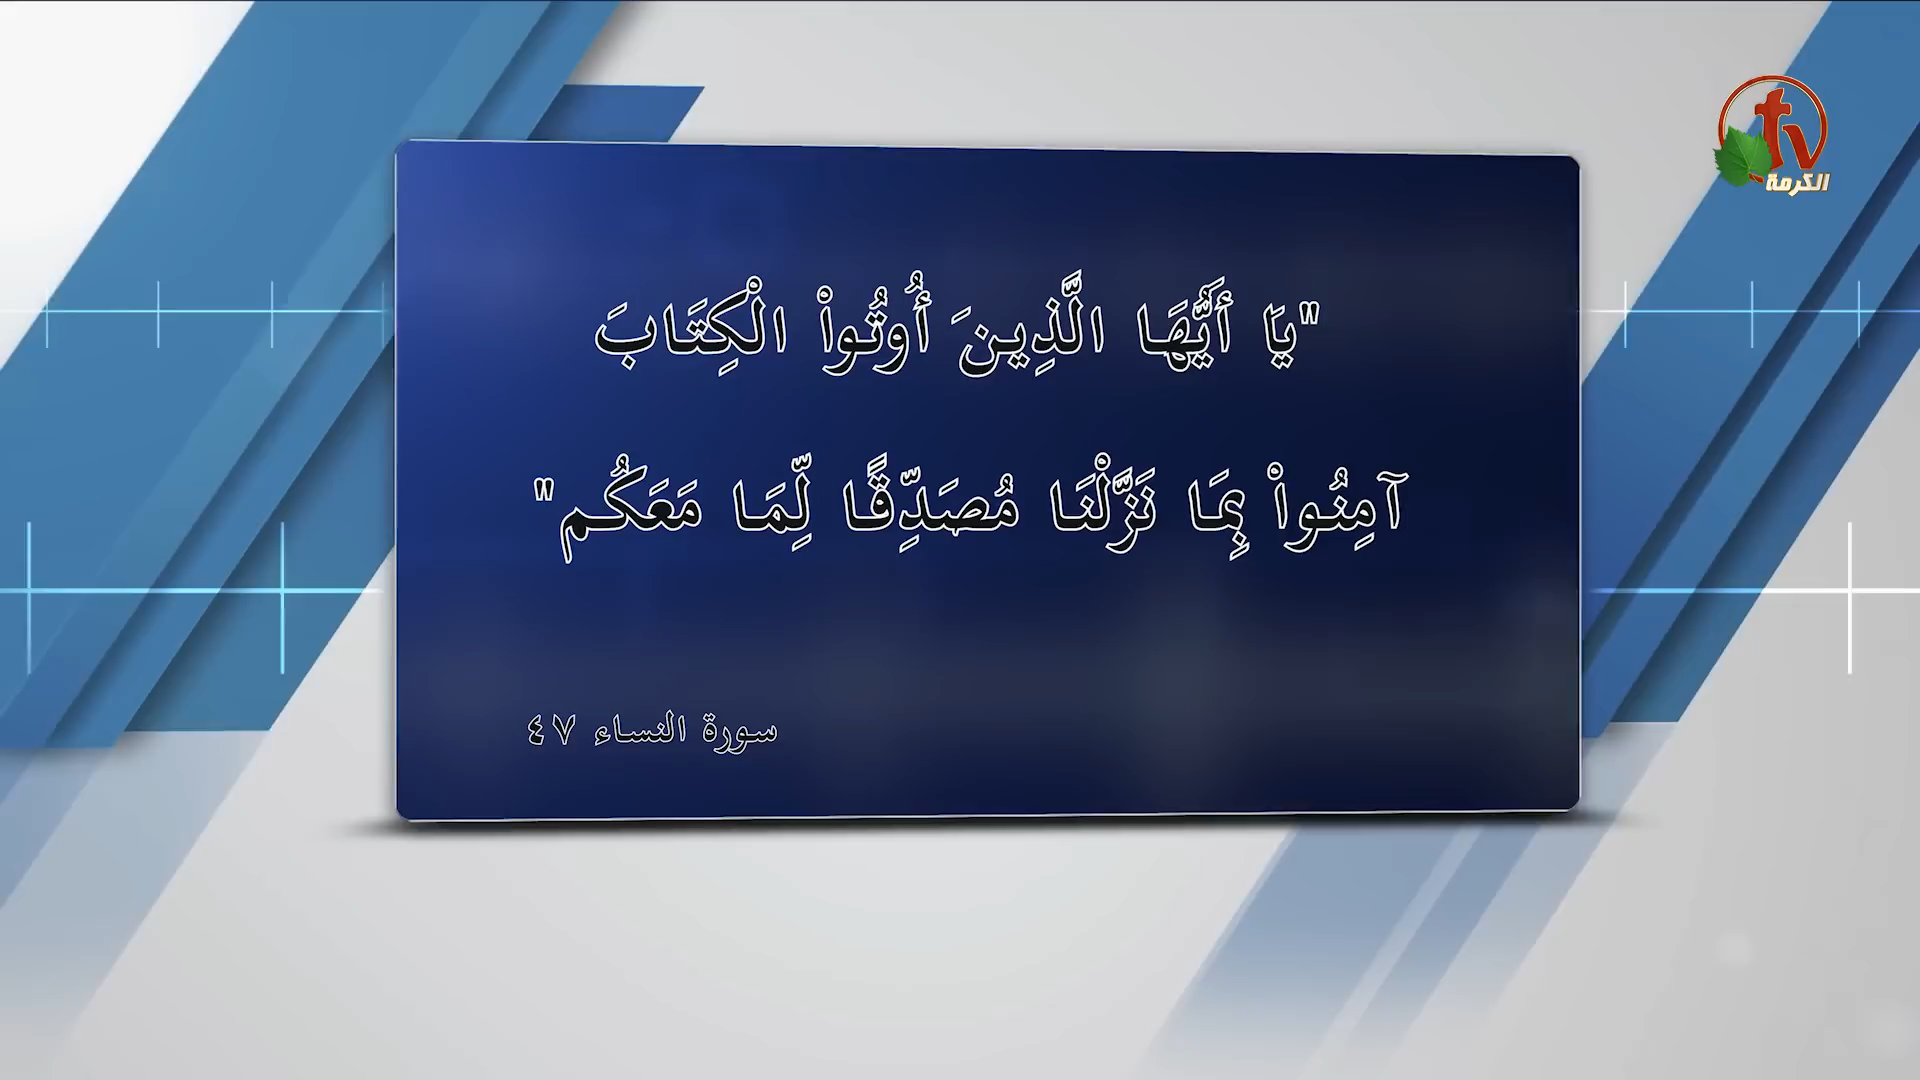 "يَا أَيُّهَا الَّذِينَ أُوتُواْ الْكِتَابَ
آمِنُواْ بِمَا نَزَّلْنَا مُصَدِّقًا لِّمَا مَعَكُم"
سورة النساء ٤٧
tv
الكرمة